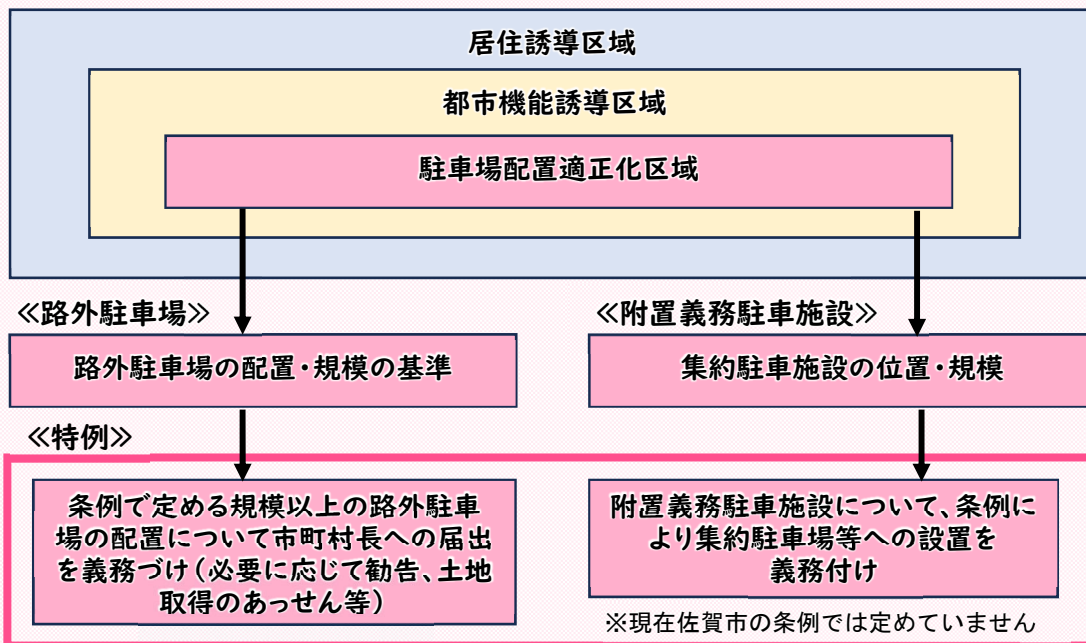 居住誘導区域
都市機能誘導区域
駐車場配置適正化区域
≪路外駐車場≫
路外駐車場の配置・規模の基準
≪特例≫
条例で定める規模以上の路外駐車
場の配置について市町村長への届出
を義務づけ（必要に応じて勧告、土地
取得のあっせん等）
≪附置義務駐車施設≫
集約駐車施設の位置・規模
附置義務駐車施設について、条例に
より集約駐車場等への設置を
義務付け
※現在佐賀市の条例では定めていません